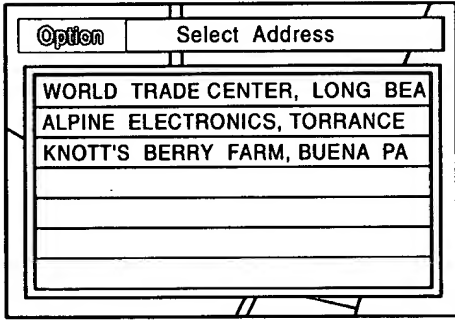 Option Select Address
WORLD TRADE CENTER, LONG BEA
ALPINE ELECTRONICS, TORRANCE
KNOTT'S BERRY FARM, BUENA PA